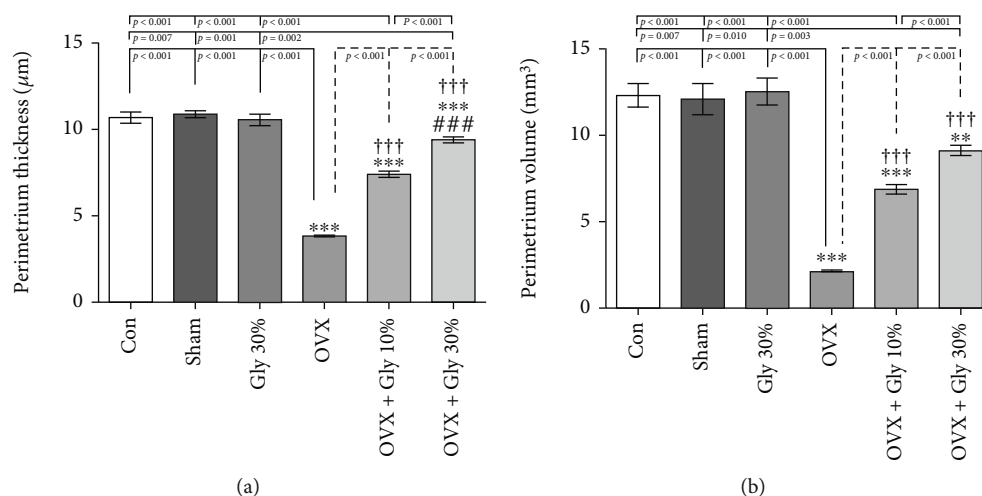 p < 0.001 p < 0.001 p < 0.001 p < 0.001 P < 0.001
p = 0.007 p = 0.001 p = 0.002
p < 0.001 p < 0.001 p < 0.001 p < 0.001 p < 0.001
Perimetrium thickness (μm)
15
10
5
0
***
†††
***
†††
***
###
Con
Sham
Gly 30%
OVX
OVX + Gly 10%
OVX + Gly 30%
(a)
p < 0.001 p < 0.001 p < 0.001 p < 0.001 p < 0.001
p = 0.007 p = 0.010 p = 0.003
p < 0.001 p < 0.001 p < 0.001 p < 0.001 p < 0.001
Perimetrium volume (mm³)
15
10
5
0
***
†††
***
†††
**
Con
Sham
Gly 30%
OVX
OVX + Gly 10%
OVX + Gly 30%
(b)